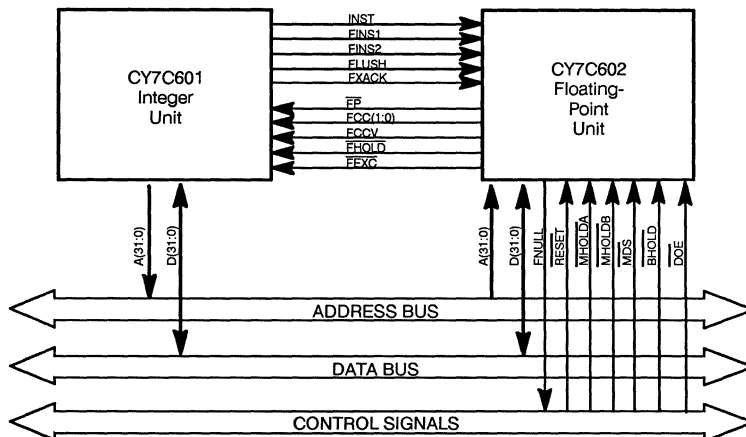 CY7C601
Integer
Unit
INST
FINS1
FINS2
FLUSH
FXACK
FP
FCC(1:0)
FCCV
FHOLD
FEXC
CY7C602
Floating-
Point
Unit
A(31:0)
D(31:0)
A(31:0)
D(31:0)
FNULL
RESET
MHOLDA
MHOLDB
MDS
BHOLD
DOE
ADDRESS BUS
DATA BUS
CONTROL SIGNALS